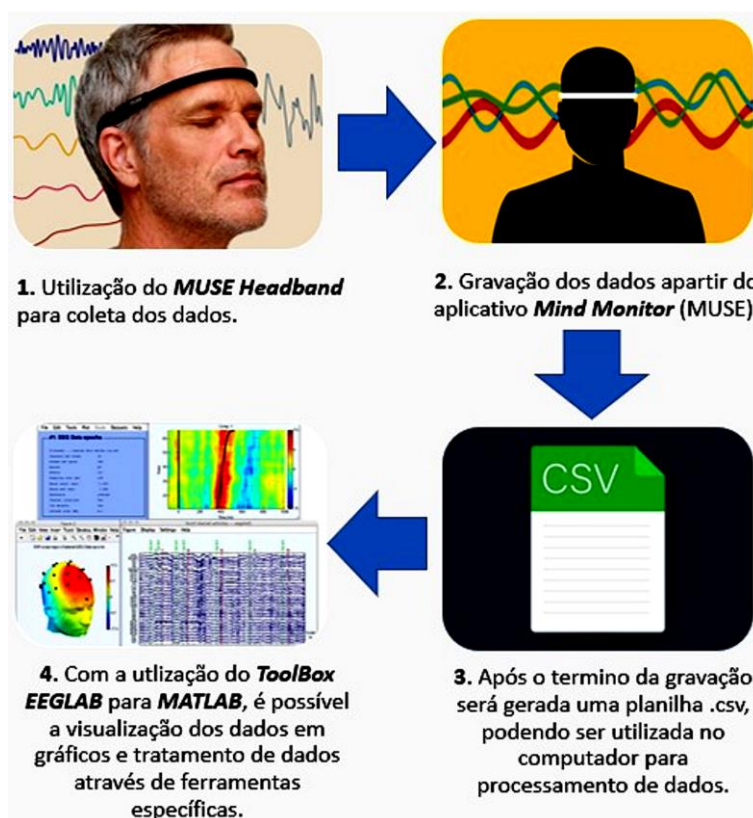 1. Utilização do MUSE Headband
para coleta dos dados.
2. Gravação dos dados apartir do
aplicativo Mind Monitor (MUSE)
CSV
3. Após o termino da gravação
será gerada uma planilha .csv,
podendo ser utilizada no
computador para
processamento de dados.
4. Com a utlização do ToolBox
EEGLAB para MATLAB, é possível
a visualização dos dados em
gráficos e tratamento de dados
através de ferramentas
específicas.